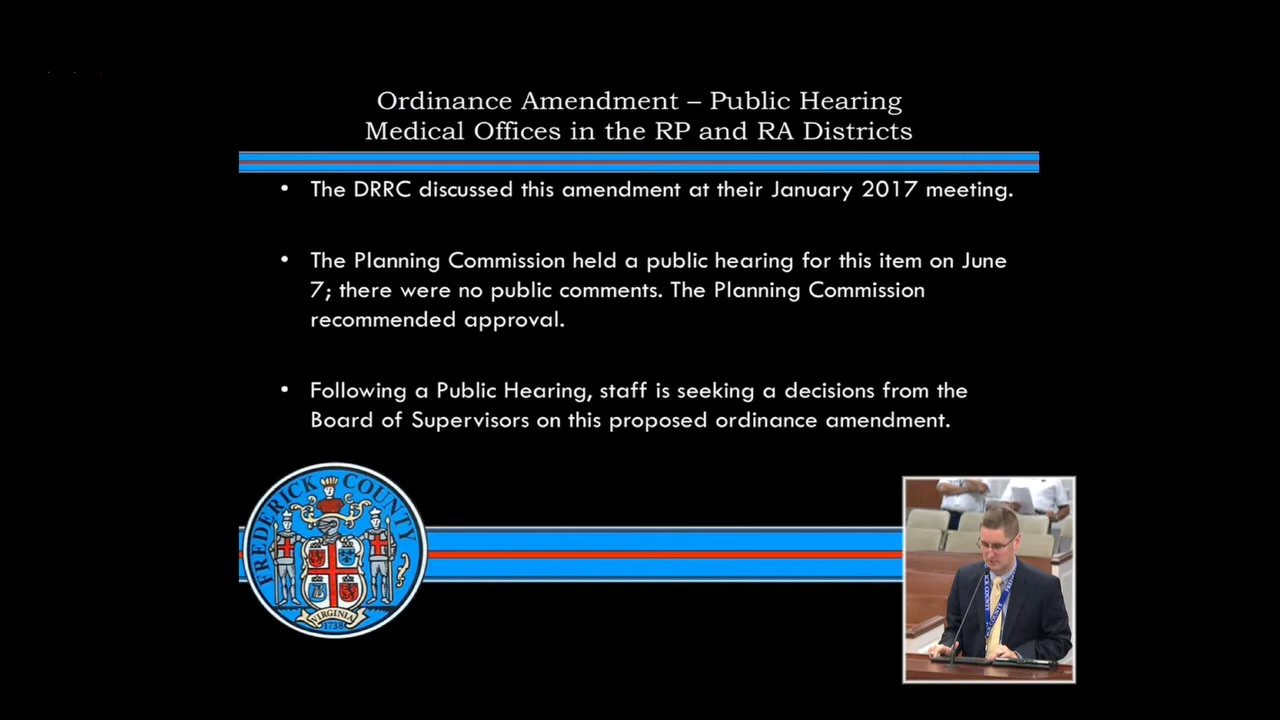 Ordinance Amendment – Public Hearing
Medical Offices in the RP and RA Districts
• The DRRC discussed this amendment at their January 2017 meeting.
• The Planning Commission held a public hearing for this item on June
7; there were no public comments. The Planning Commission
recommended approval.
• Following a Public Hearing, staff is seeking a decisions from the
Board of Supervisors on this proposed ordinance amendment.
FREDERICK COUNTY
VIRGINIA
1738